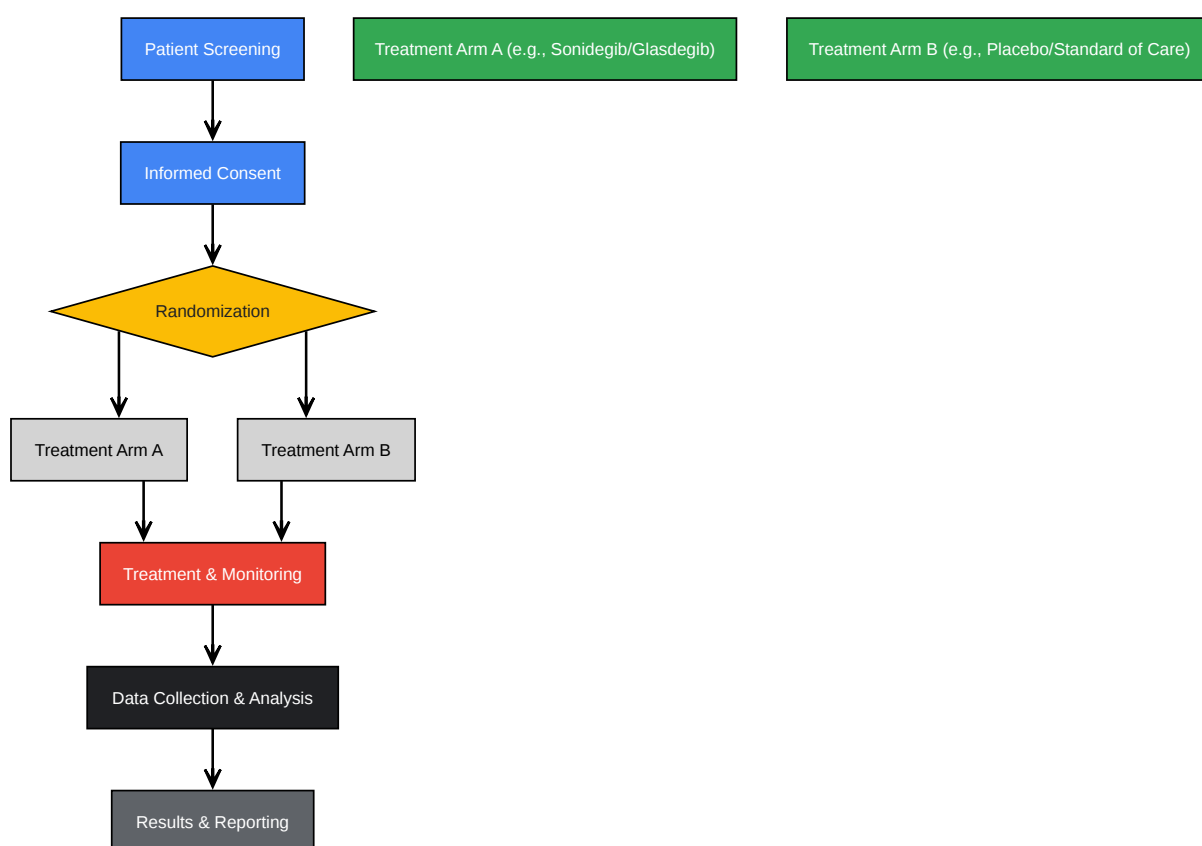 Patient Screening
Treatment Arm A (e.g., Sonidegib/Glasdegib)
Treatment Arm B (e.g., Placebo/Standard of Care)
Informed Consent
Randomization
Treatment Arm A
Treatment Arm B
Treatment & Monitoring
Data Collection & Analysis
Results & Reporting